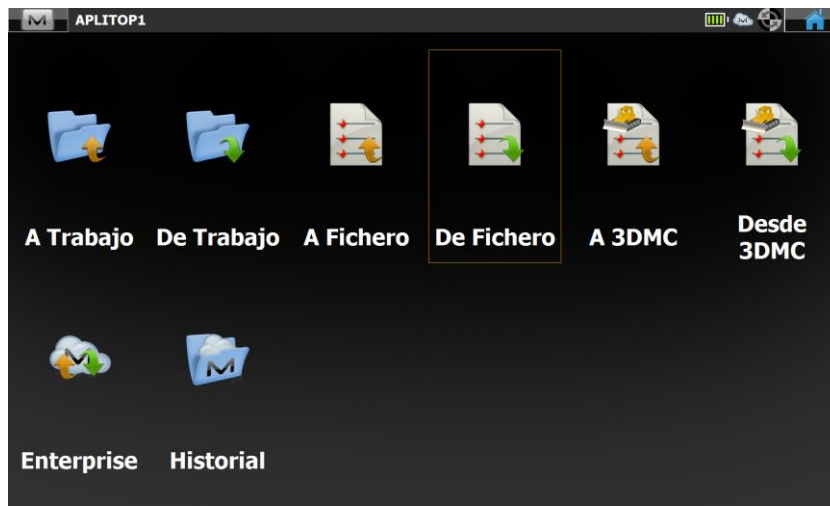 M APLITOP1
A Trabajo De Trabajo A Fichero De Fichero A 3DMC Desde
3DMC
Enterprise Historial